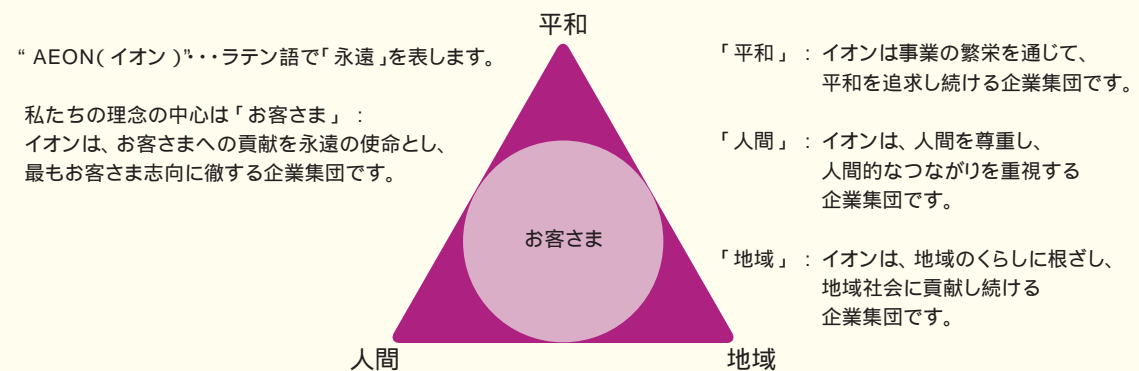 “ AEON( イオン )”・・・ラテン語で「 永遠 」を表します。
私たちの理念の中心は「 お客さま 」 :
イオンは、お客さまへの貢献を永遠の使命とし、
最もお客さま志向に徹する企業集団です。
平和
お客さま
人間
地域
「 平和 」 : イオンは事業の繁栄を通じて、
平和を追求し続ける企業集団です。
「 人間 」 : イオンは、人間を尊重し、
人間的なつながりを重視する
企業集団です。
「 地域 」 : イオンは、地域のくらしに根ざし、
地域社会に貢献し続ける
企業集団です。